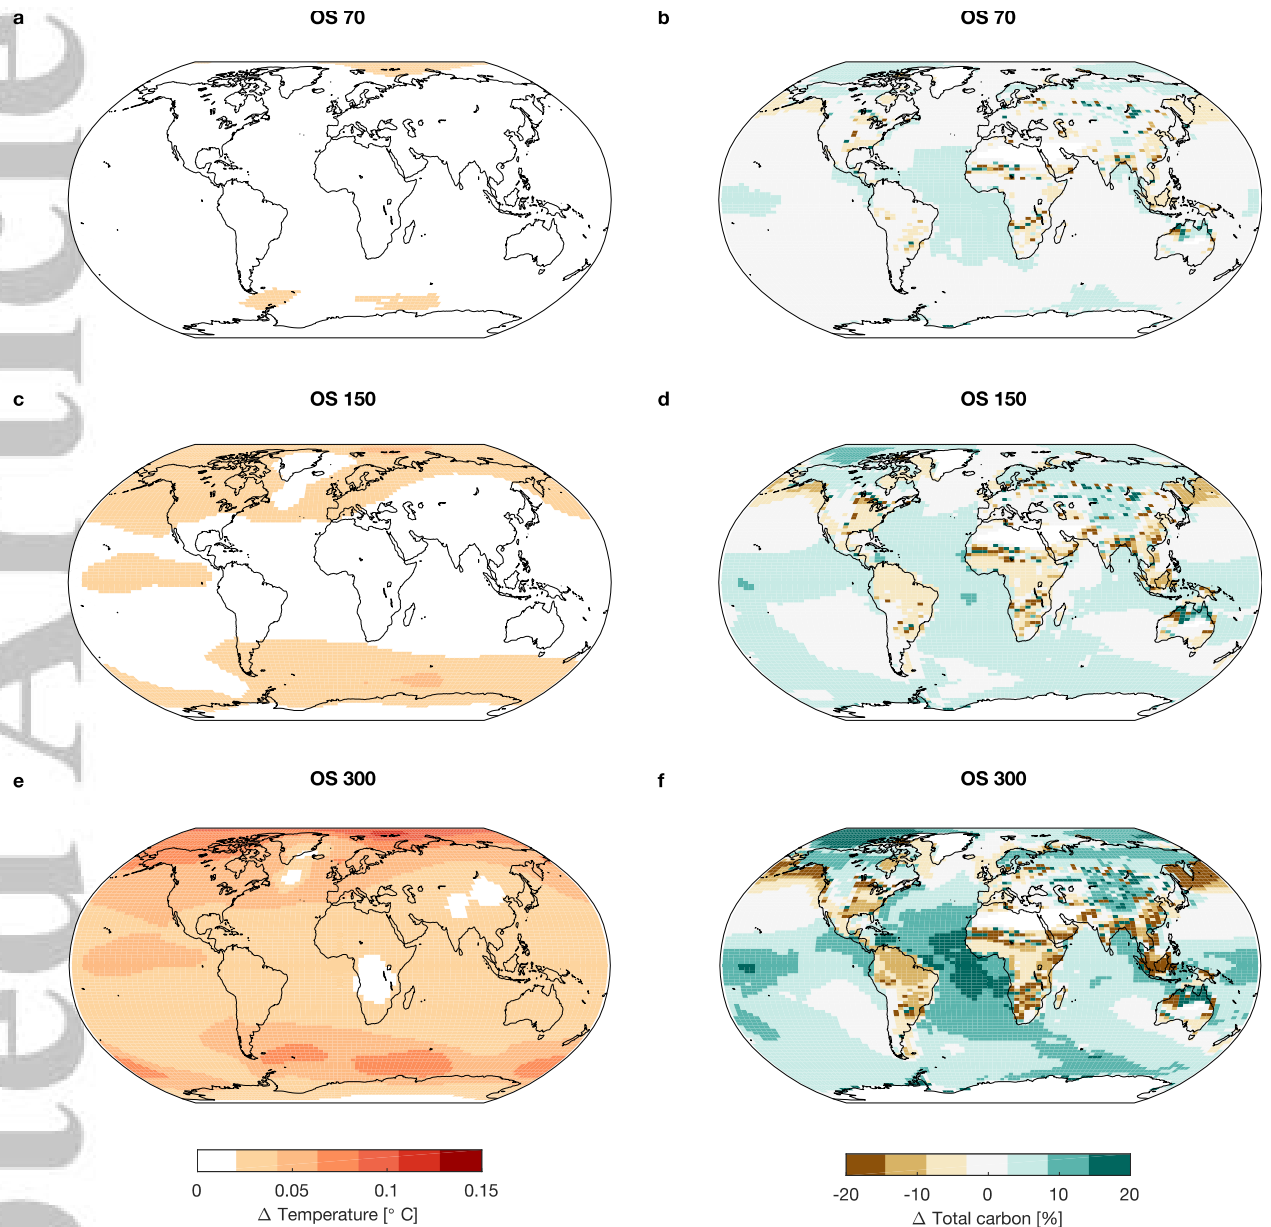 a
OS 70
b
OS 70
c
OS 150
d
OS 150
e
OS 300
f
OS 300
0
0.05
0.1
0.15
Δ Temperature [° C]
-20
-10
0
10
20
Δ Total carbon [%]
Article